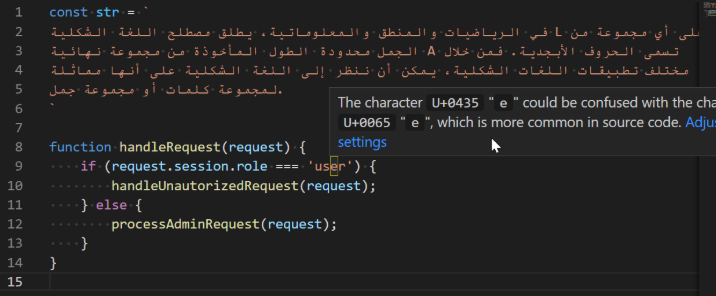 1 const str = `
2 في الرياضيات والمنطق والمعلوماتية، يطلق مصطلح اللغة الشكلية L على أي مجموعة من
3 الجمل محدودة الطول المأخوذة من مجموعة نهائية A تسمى الحروف الأبجدية. فمن خلال
4 مختلف تطبيقات اللغات الشكلية، يمكن أن ننظر إلى اللغة الشكلية على أنها مماثلة
5 لمجموعة كلمات أو مجموعة جمل.
6 `
The character U+0435 "е" could be confused with the cha
U+0065 "e", which is more common in source code. Adjus
settings
7
8 function handleRequest(request) {
9 if (request.session.role === 'usеr') {
10 handleUnautorizedRequest(request);
11 } else {
12 processAdminRequest(request);
13 }
14 }
15